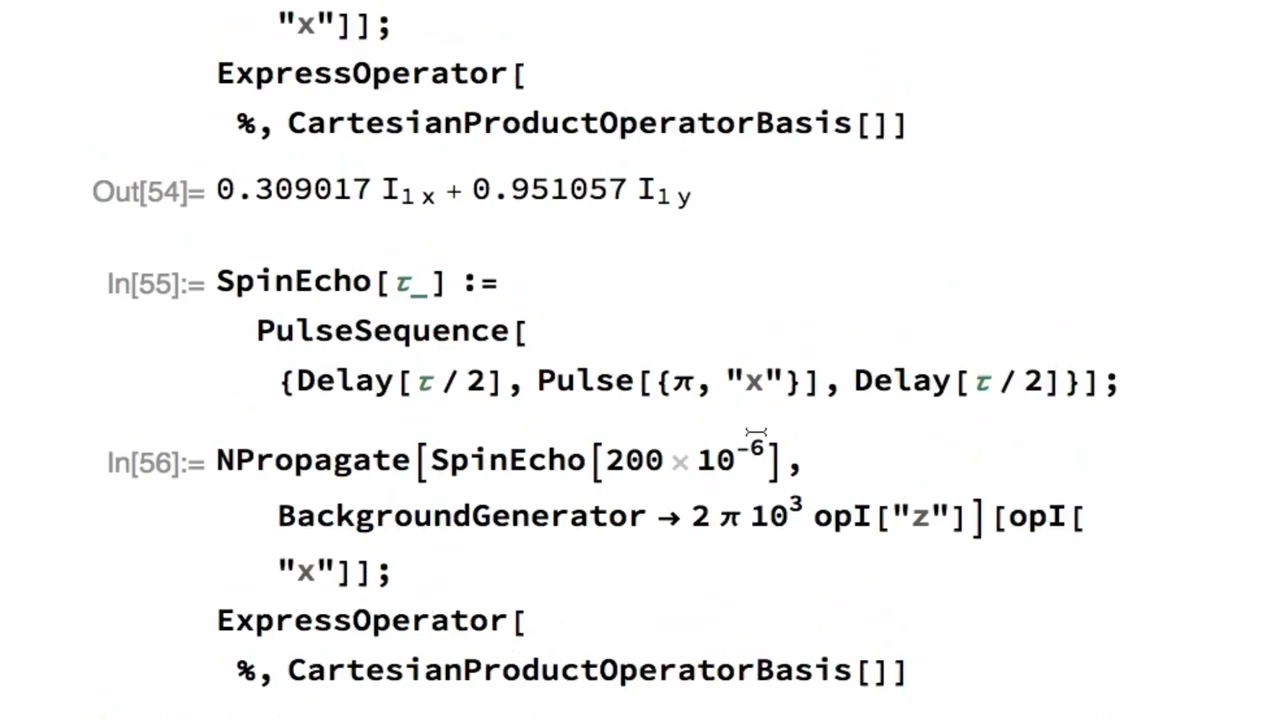 "x"]];
ExpressOperator[
%, CartesianProductOperatorBasis[]]
Out[54]= 0.309017 I₁ₓ + 0.951057 I₁ y
In[55]:= SpinEcho[τ_] :=
PulseSequence[
{Delay[τ / 2], Pulse[{π, "x"}], Delay[τ / 2]}];
In[56]:= NPropagate[SpinEcho[200 × 10⁻⁶],
BackgroundGenerator → 2 π 10³ opI["z"]][opI[
"x"]];
ExpressOperator[
%, CartesianProductOperatorBasis[]]